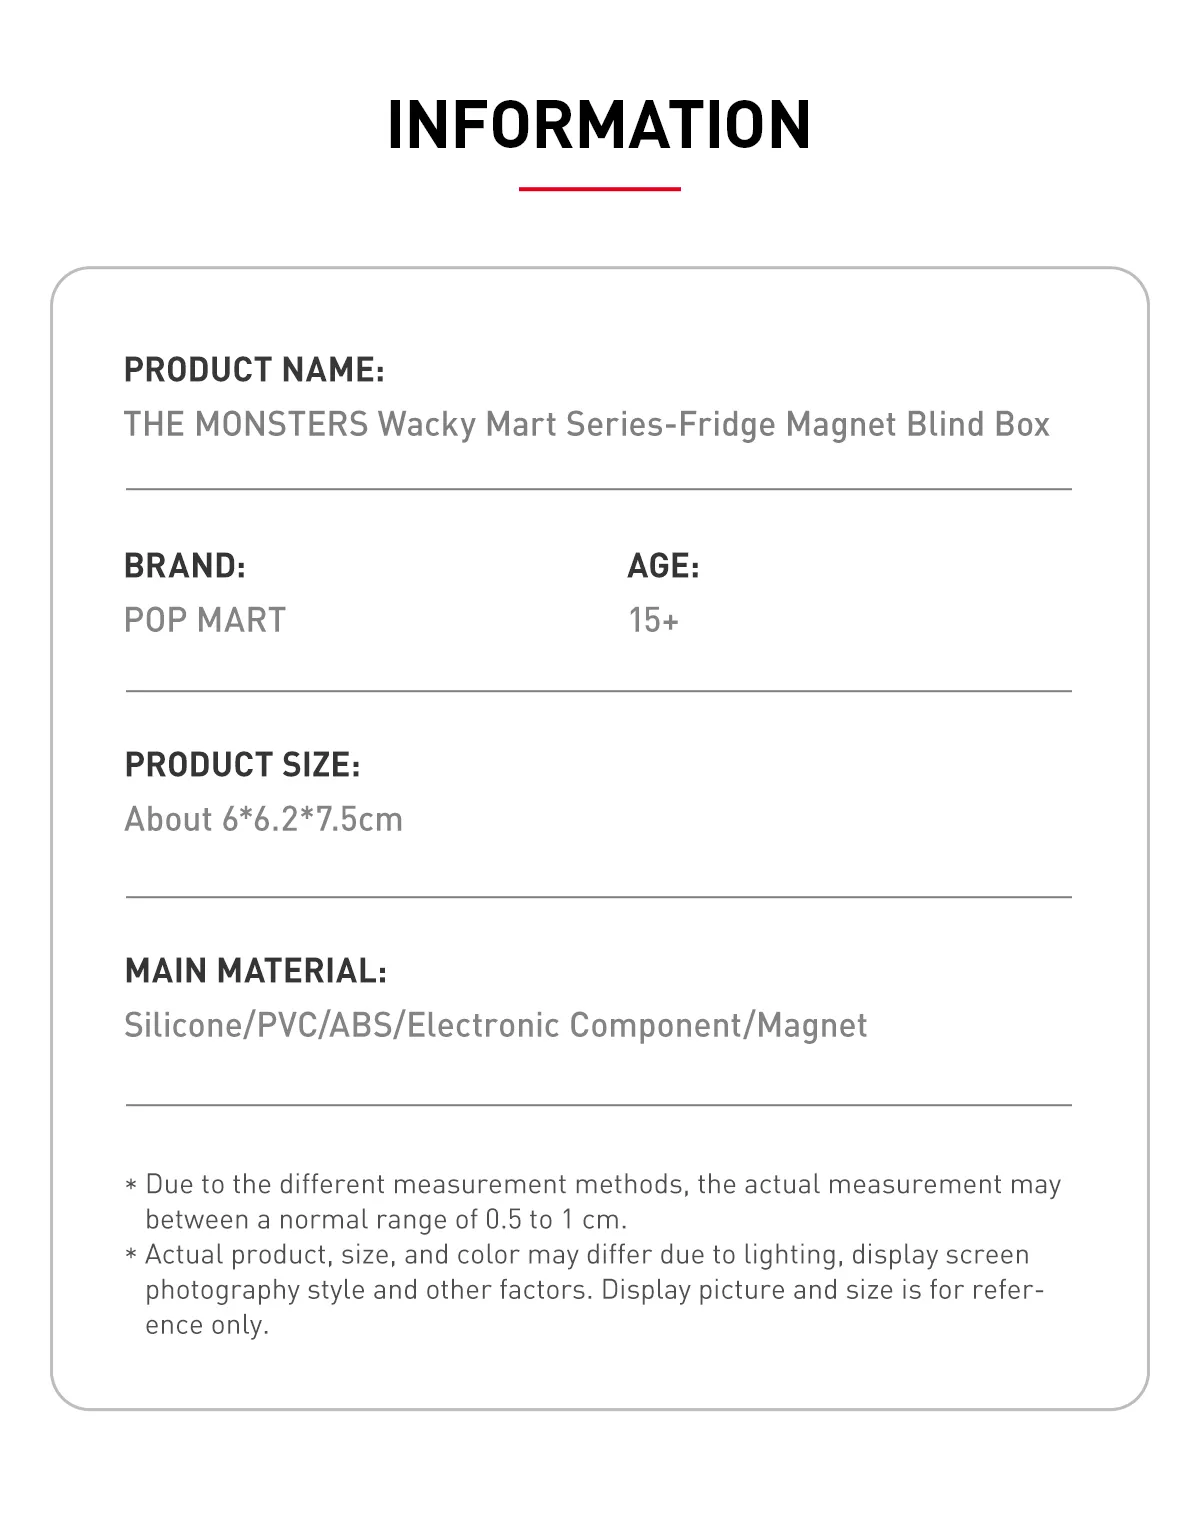 INFORMATION
PRODUCT NAME:
THE MONSTERS Wacky Mart Series-Fridge Magnet Blind Box
BRAND:
POP MART
AGE:
15+
PRODUCT SIZE:
About 6*6.2*7.5cm
MAIN MATERIAL:
Silicone/PVC/ABS/Electronic Component/Magnet
* Due to the different measurement methods, the actual measurement may
between a normal range of 0.5 to 1 cm.
* Actual product, size, and color may differ due to lighting, display screen
photography style and other factors. Display picture and size is for refer-
ence only.